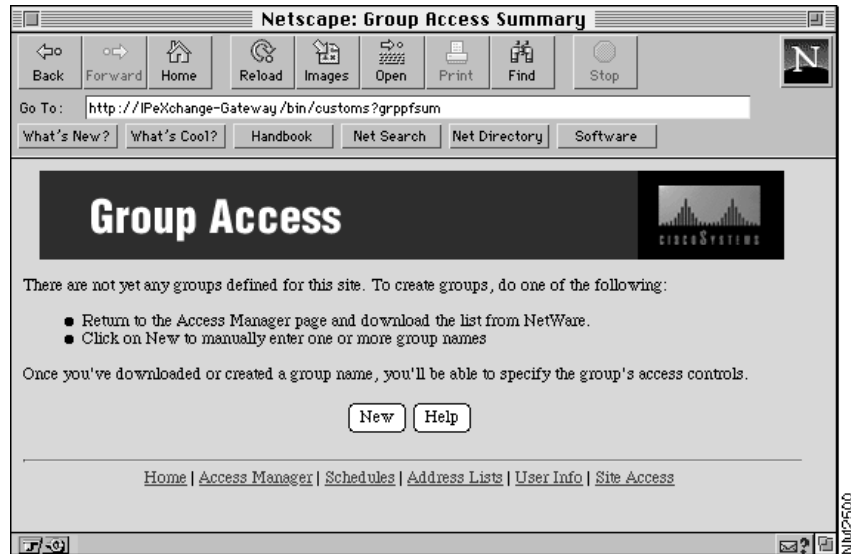 Netscape: Group Access Summary
Back Forward Home Reload Images Open Print Find Stop
N
Go To: http://IPeXchange-Gateway/bin/customs?grppfsum
What's New? What's Cool? Handbook Net Search Net Directory Software
Group Access
CISCO SYSTEMS
There are not yet any groups defined for this site. To create groups, do one of the following:
● Return to the Access Manager page and download the list from NetWare.
● Click on New to manually enter one or more group names
Once you've downloaded or created a group name, you'll be able to specify the group's access controls.
New Help
Home | Access Manager | Schedules | Address Lists | User Info | Site Access
?
NM2500